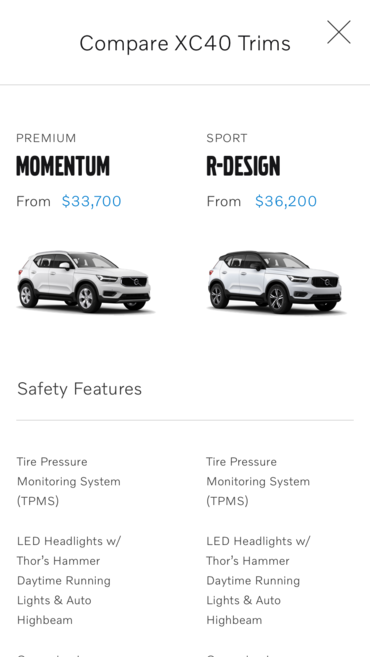 Compare XC40 Trims
PREMIUM
MOMENTUM
From $33,700
SPORT
R-DESIGN
From $36,200
Safety Features
Tire Pressure
Monitoring System
(TPMS)
LED Headlights w/
Thor's Hammer
Daytime Running
Lights & Auto
Highbeam
Tire Pressure
Monitoring System
(TPMS)
LED Headlights w/
Thor's Hammer
Daytime Running
Lights & Auto
Highbeam